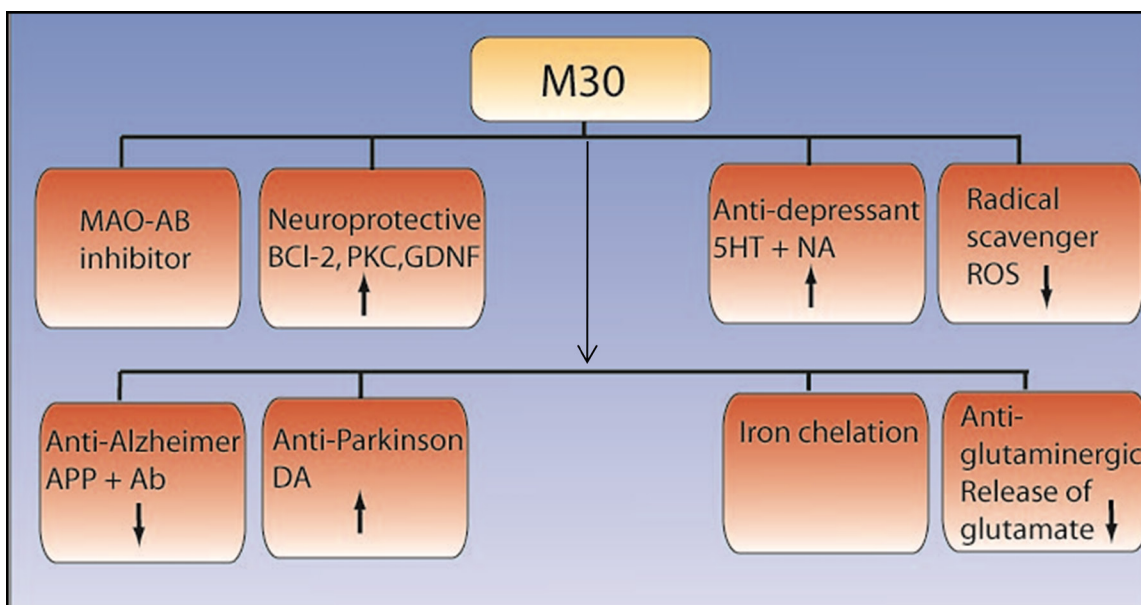 M30
MAO-AB
inhibitor
Neuroprotective
BCl-2, PKC,GDNF
Anti-depressant
5HT + NA
Radical
scavenger
ROS
Anti-Alzheimer
APP + Ab
Anti-Parkinson
DA
Iron chelation
Anti-
glutaminergic
Release of
glutamate